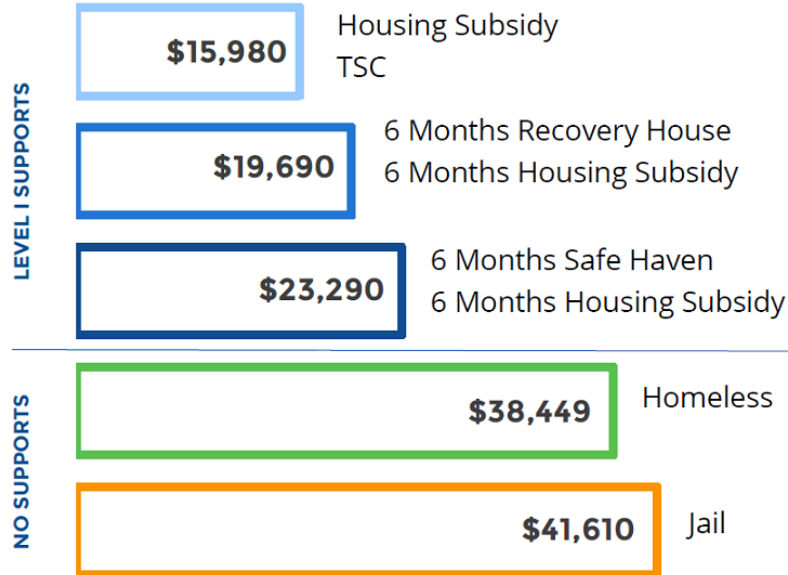 LEVEL I SUPPORTS
$15,980
Housing Subsidy
TSC
$19,690
6 Months Recovery House
6 Months Housing Subsidy
$23,290
6 Months Safe Haven
6 Months Housing Subsidy
NO SUPPORTS
$38,449
Homeless
$41,610
Jail